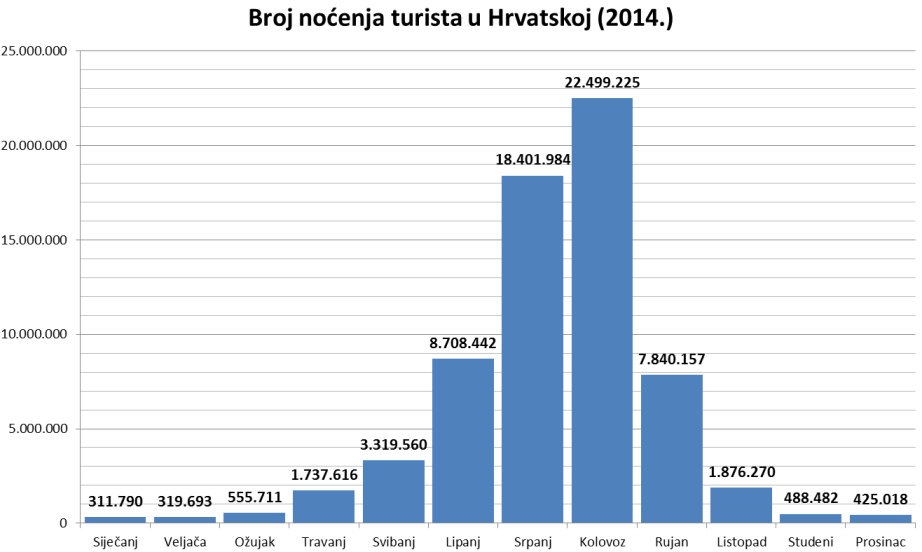 Broj noćenja turista u Hrvatskoj (2014.)
25.000.000
20.000.000
15.000.000
10.000.000
5.000.000
0
311.790
319.693
555.711
1.737.616
3.319.560
8.708.442
18.401.984
22.499.225
7.840.157
1.876.270
488.482
425.018
Siječanj
Veljača
Ožujak
Travanj
Svibanj
Lipanj
Srpanj
Kolovoz
Rujan
Listopad
Studeni
Prosinac